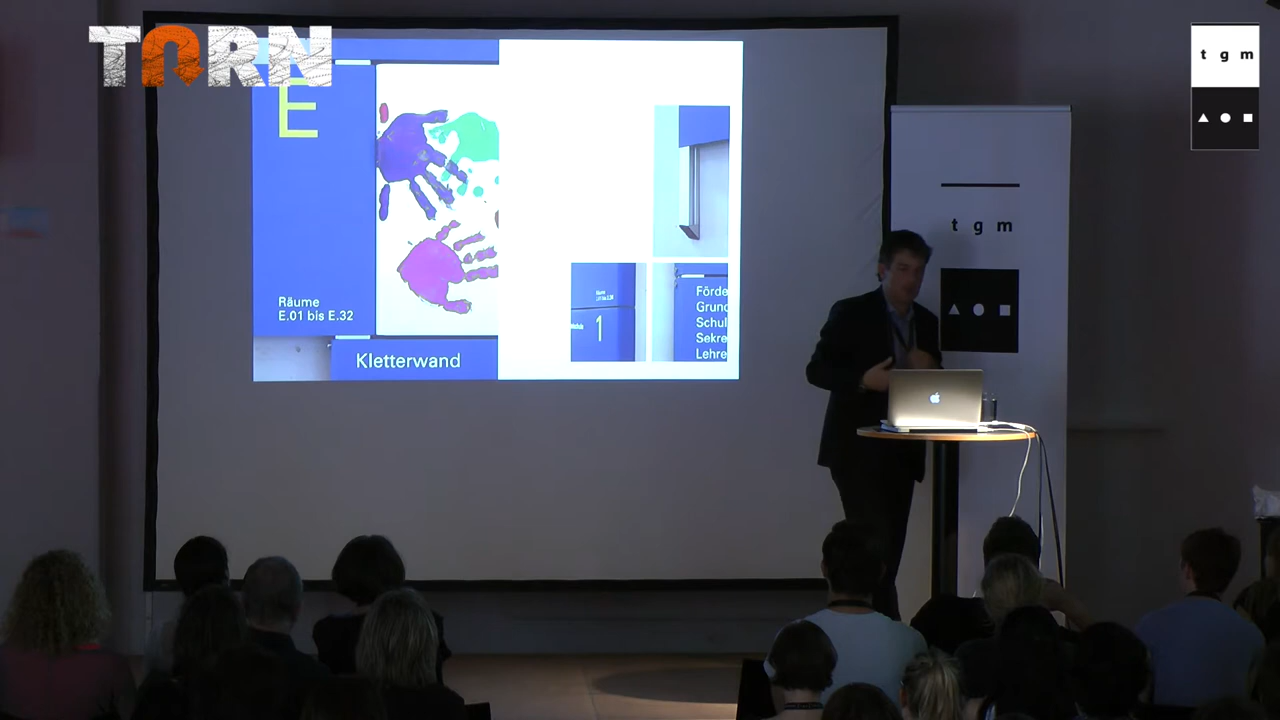 TORN
t g m
E
Räume
E.01 bis E.32
Kletterwand
1
Förde
Grund
Schul
Sekre
Lehre
t g m